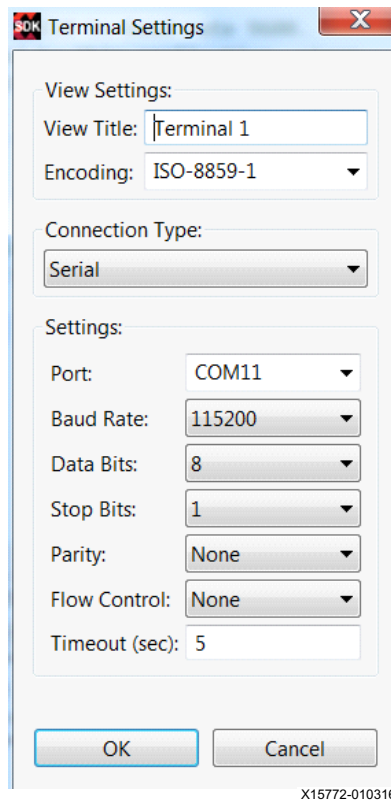 SDK Terminal Settings X
View Settings:
View Title: Terminal 1
Encoding: ISO-8859-1
Connection Type:
Serial
Settings:
Port: COM11
Baud Rate: 115200
Data Bits: 8
Stop Bits: 1
Parity: None
Flow Control: None
Timeout (sec): 5
OK Cancel
X15772-010316